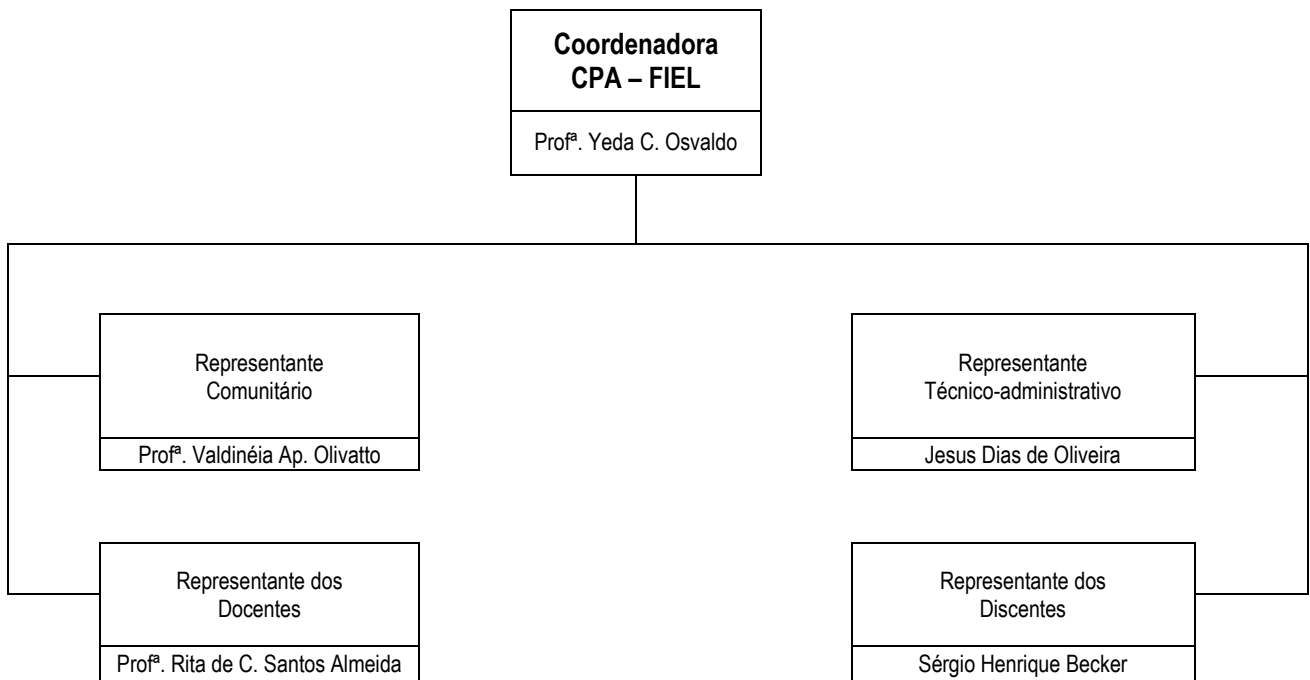 Coordenadora
CPA – FIEL
Profª. Yeda C. Osvaldo
Representante
Comunitário
Profª. Valdinéia Ap. Olivatto
Representante
Técnico-administrativo
Jesus Dias de Oliveira
Representante dos
Docentes
Profª. Rita de C. Santos Almeida
Representante dos
Discentes
Sérgio Henrique Becker